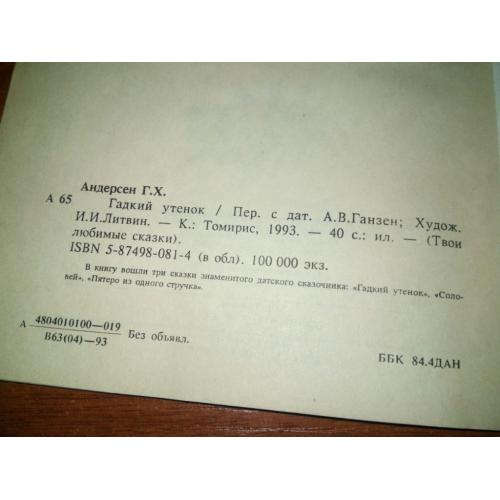 Андерсен Г.Х.
А 65 Гадкий утенок / Пер. с дат. А.В.Ганзен; Худож.
И.И.Литвин. — К.: Томирис, 1993. — 40 с.: ил. — (Твои
любимые сказки).
ISBN 5-87498-081-4 (в обл). 100 000 экз.
В книгу вошли три сказки знаменитого датского сказочника: «Гадкий утенок», «Соло-
вей», «Пятеро из одного стручка».
А 4804010100—019
В63(04)—93
Без объявл.
ББК 84.4ДАН